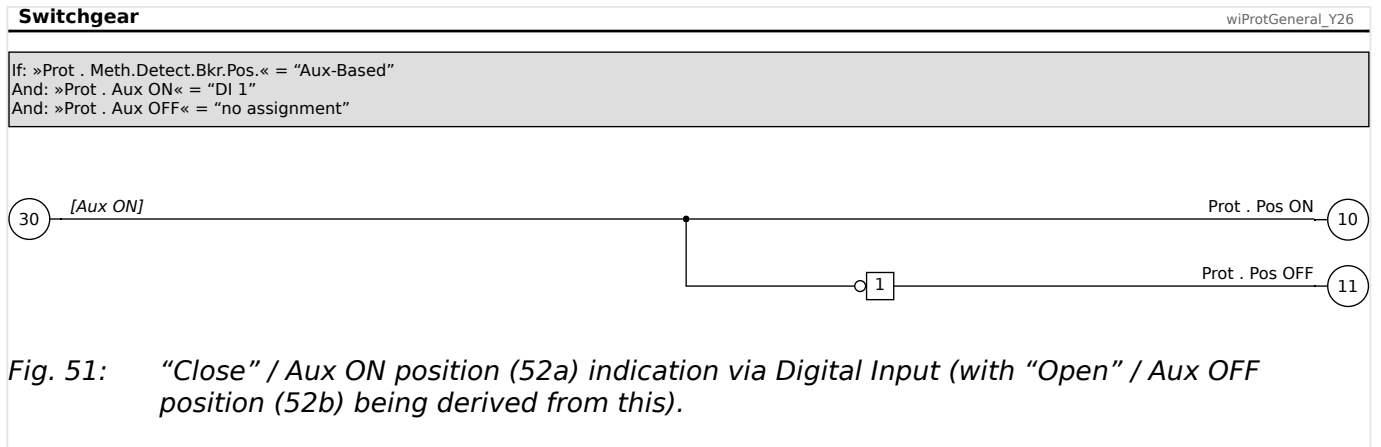 Switchgear
wiProtGeneral_Y26
If: »Prot . Meth.Detect.Bkr.Pos.« = “Aux-Based”
And: »Prot . Aux ON« = “DI 1”
And: »Prot . Aux OFF« = “no assignment”
30
[Aux ON]
Prot . Pos ON
10
1
Prot . Pos OFF
11
Fig. 51: “Close” / Aux ON position (52a) indication via Digital Input (with “Open” / Aux OFF
position (52b) being derived from this).